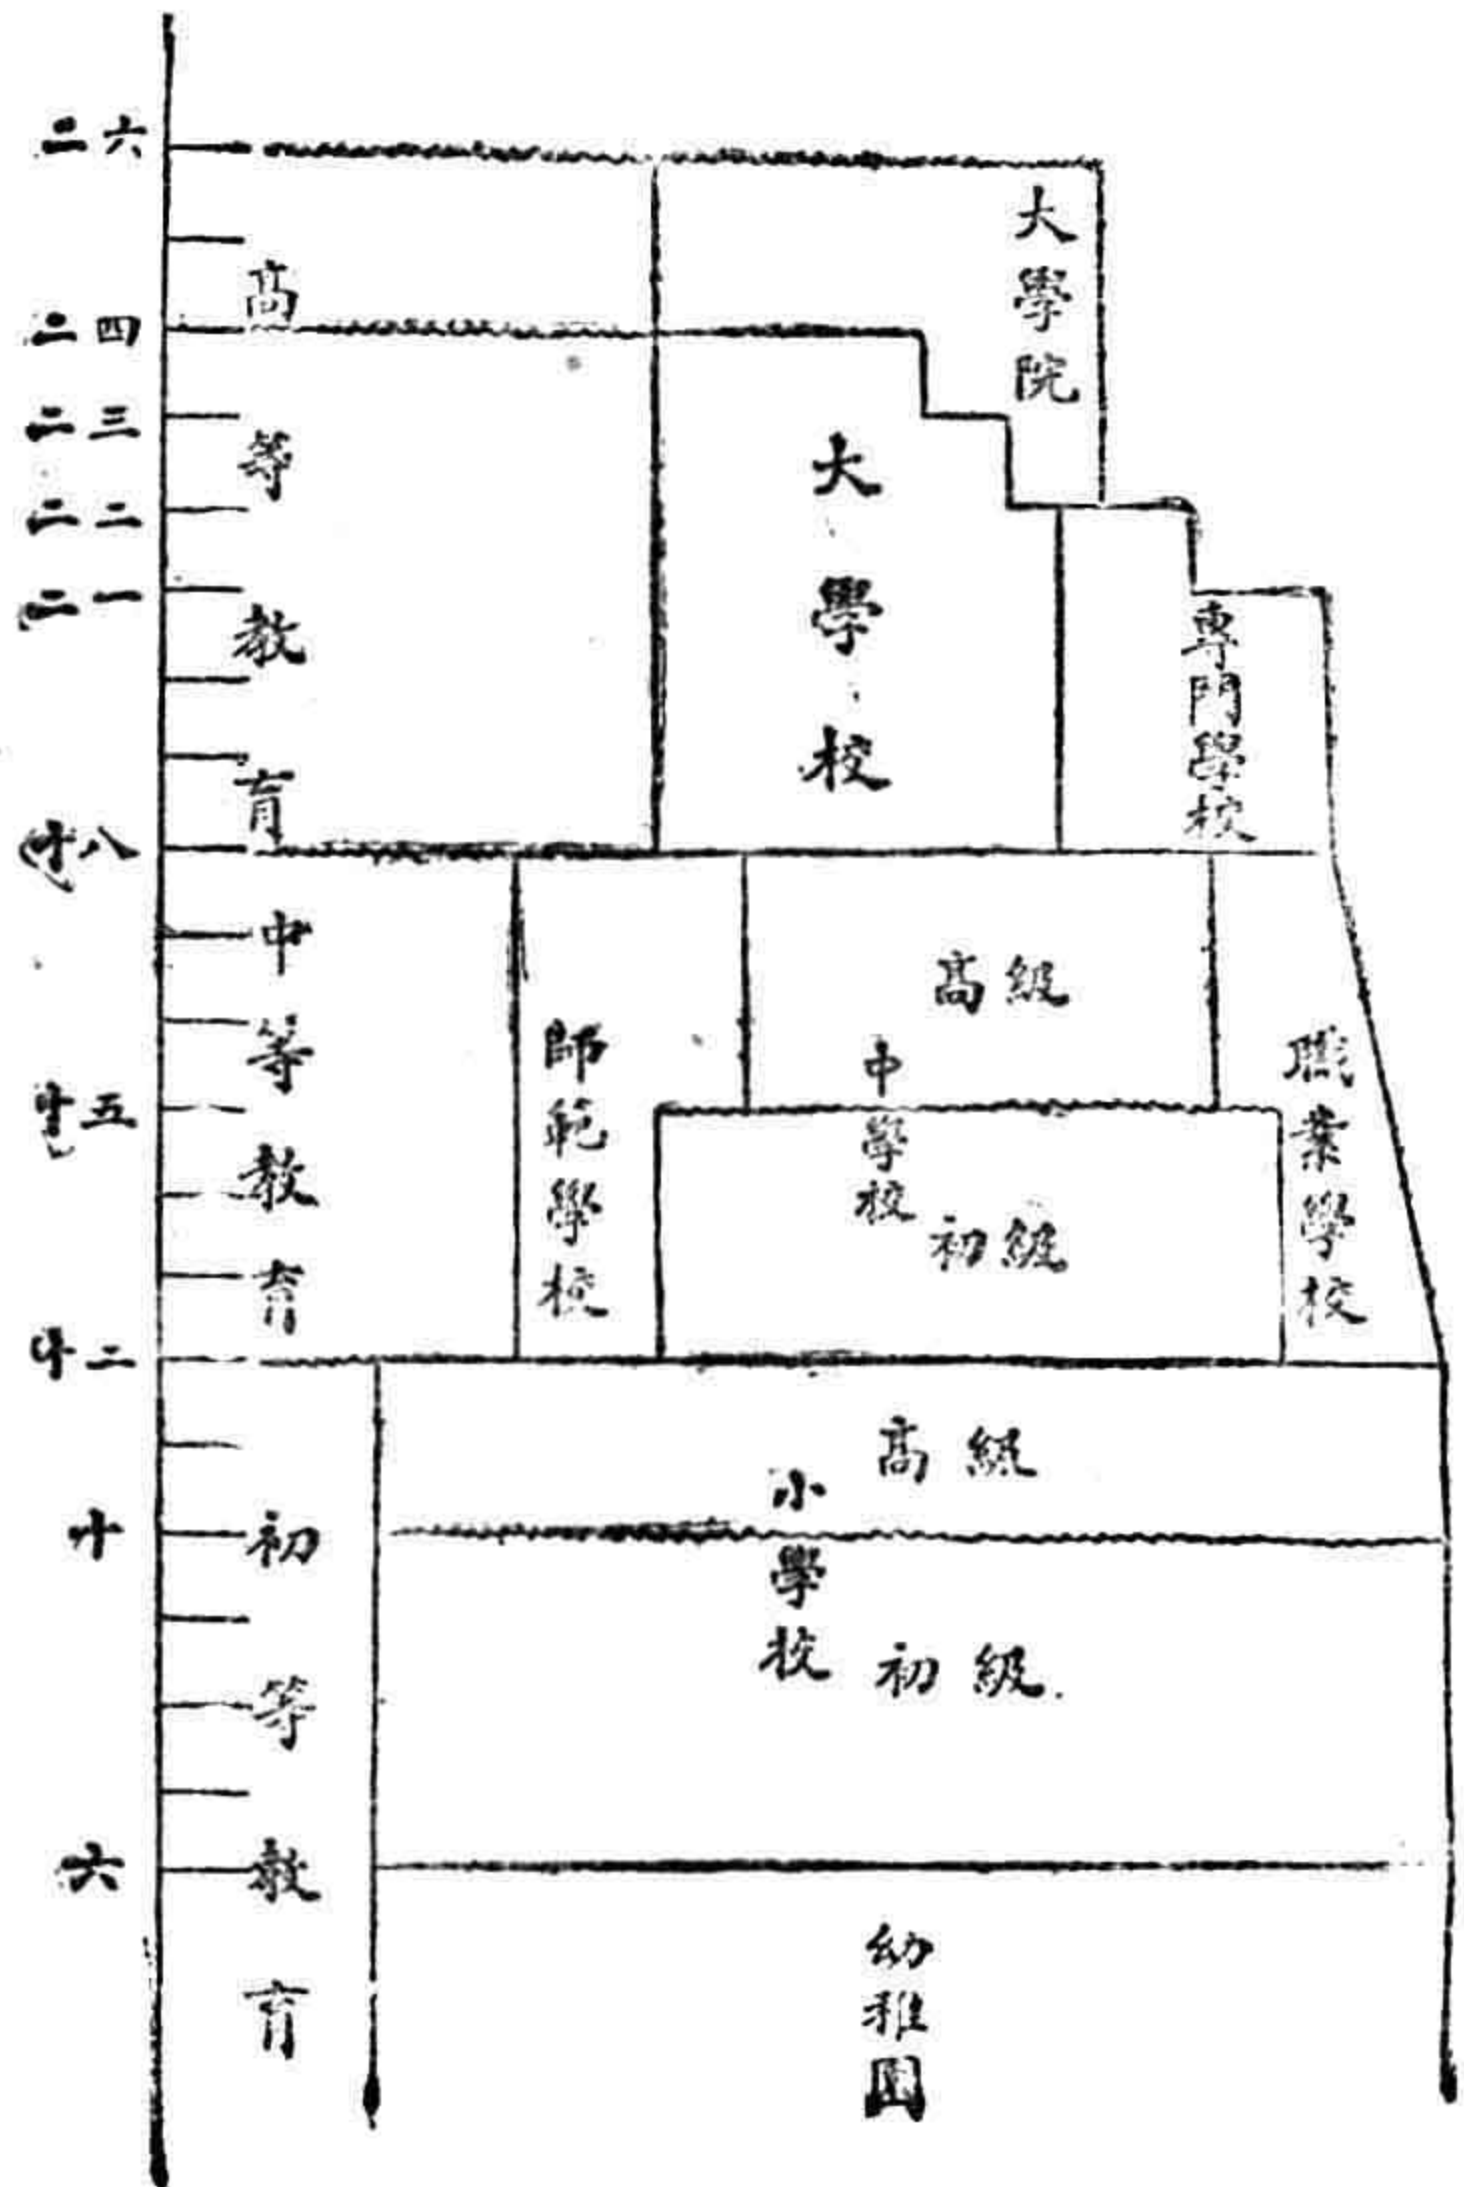 二六
二四
二三
二二
二一
十八
十五
十二
十
六
高等教育
中等教育
初等教育
大學院
大學校
專門學校
師範學校
高級
中學校
初級
職業學校
高級
小學校
初級
幼稚園